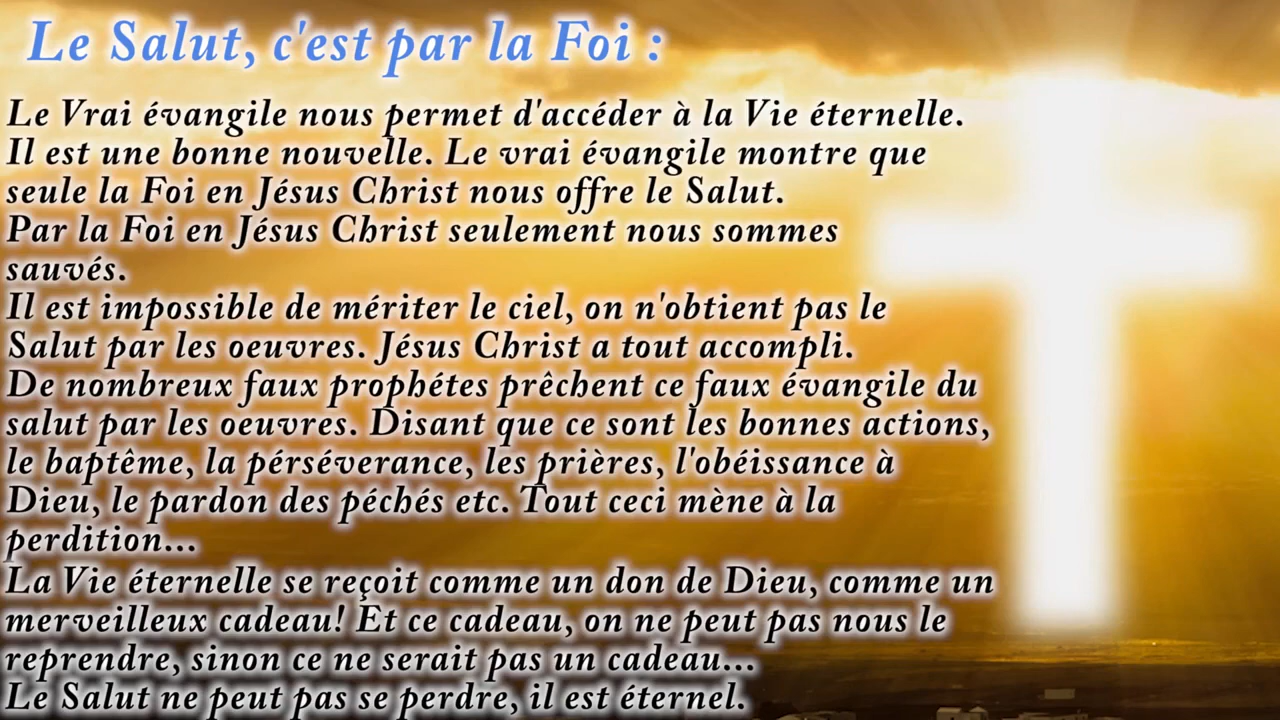 Le Salut, c'est par la Foi :
Le Vrai évangile nous permet d'accéder à la Vie éternelle.
Il est une bonne nouvelle. Le vrai évangile montre que
seule la Foi en Jésus Christ nous offre le Salut.
Par la Foi en Jésus Christ seulement nous sommes
sauvés.
Il est impossible de mériter le ciel, on n'obtient pas le
Salut par les oeuvres. Jésus Christ a tout accompli.
De nombreux faux prophétes prêchent ce faux évangile du
salut par les oeuvres. Disant que ce sont les bonnes actions,
le baptême, la pérséverance, les prières, l'obéissance à
Dieu, le pardon des péchés etc. Tout ceci mène à la
perdition...
La Vie éternelle se reçoit comme un don de Dieu, comme un
merveilleux cadeau! Et ce cadeau, on ne peut pas nous le
reprendre, sinon ce ne serait pas un cadeau...
Le Salut ne peut pas se perdre, il est éternel.